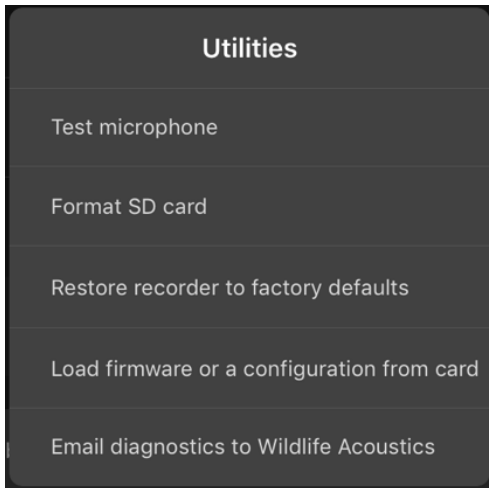 Utilities
Test microphone
Format SD card
Restore recorder to factory defaults
Load firmware or a configuration from card
Email diagnostics to Wildlife Acoustics